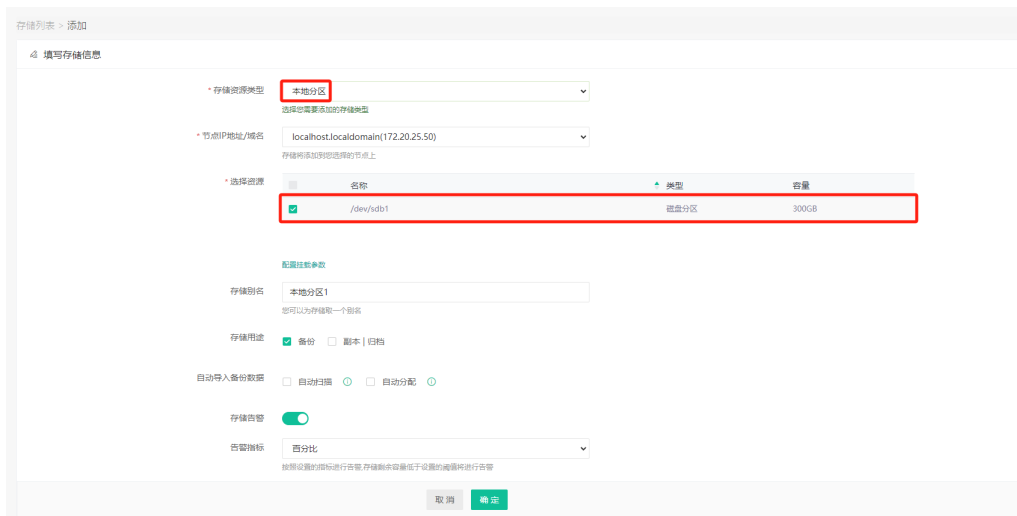 存储列表 > 添加
填写存储信息
* 存储资源类型 本地分区
选择您需要添加的存储类型
* 节点IP地址/域名 localhost.localdomain(172.20.25.50)
存储将添加到您选择的节点上
* 选择资源 名称 类型 容量
/dev/sdb1 磁盘分区 300GB
配置挂载参数
存储别名 本地分区1
您可以为存储取一个别名
存储用途 备份 副本 | 归档
自动导入备份数据 自动扫描 自动分配
存储告警
告警指标 百分比
按照设置的指标进行告警,存储剩余容量低于设置的阈值将进行告警
取消 确定